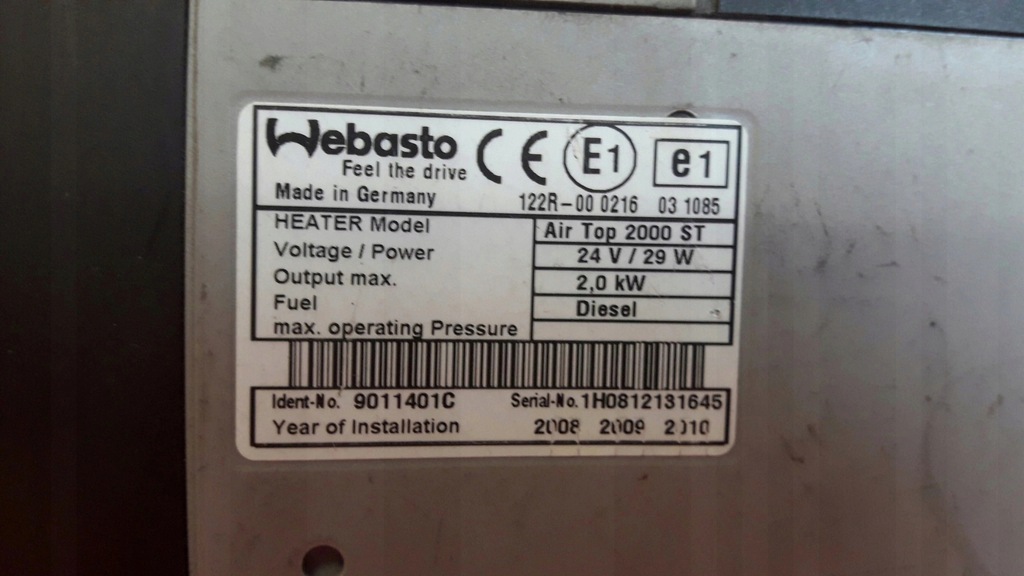 Webasto CE E1 e1
Feel the drive
Made in Germany 122R-00 0216 03 1085
HEATER Model Air Top 2000 ST
Voltage / Power 24 V / 29 W
Output max. 2,0 kW
Fuel Diesel
max. operating Pressure
Ident-No. 9011401C Serial-No. 1H0812131645
Year of Installation 2008 2009 2010